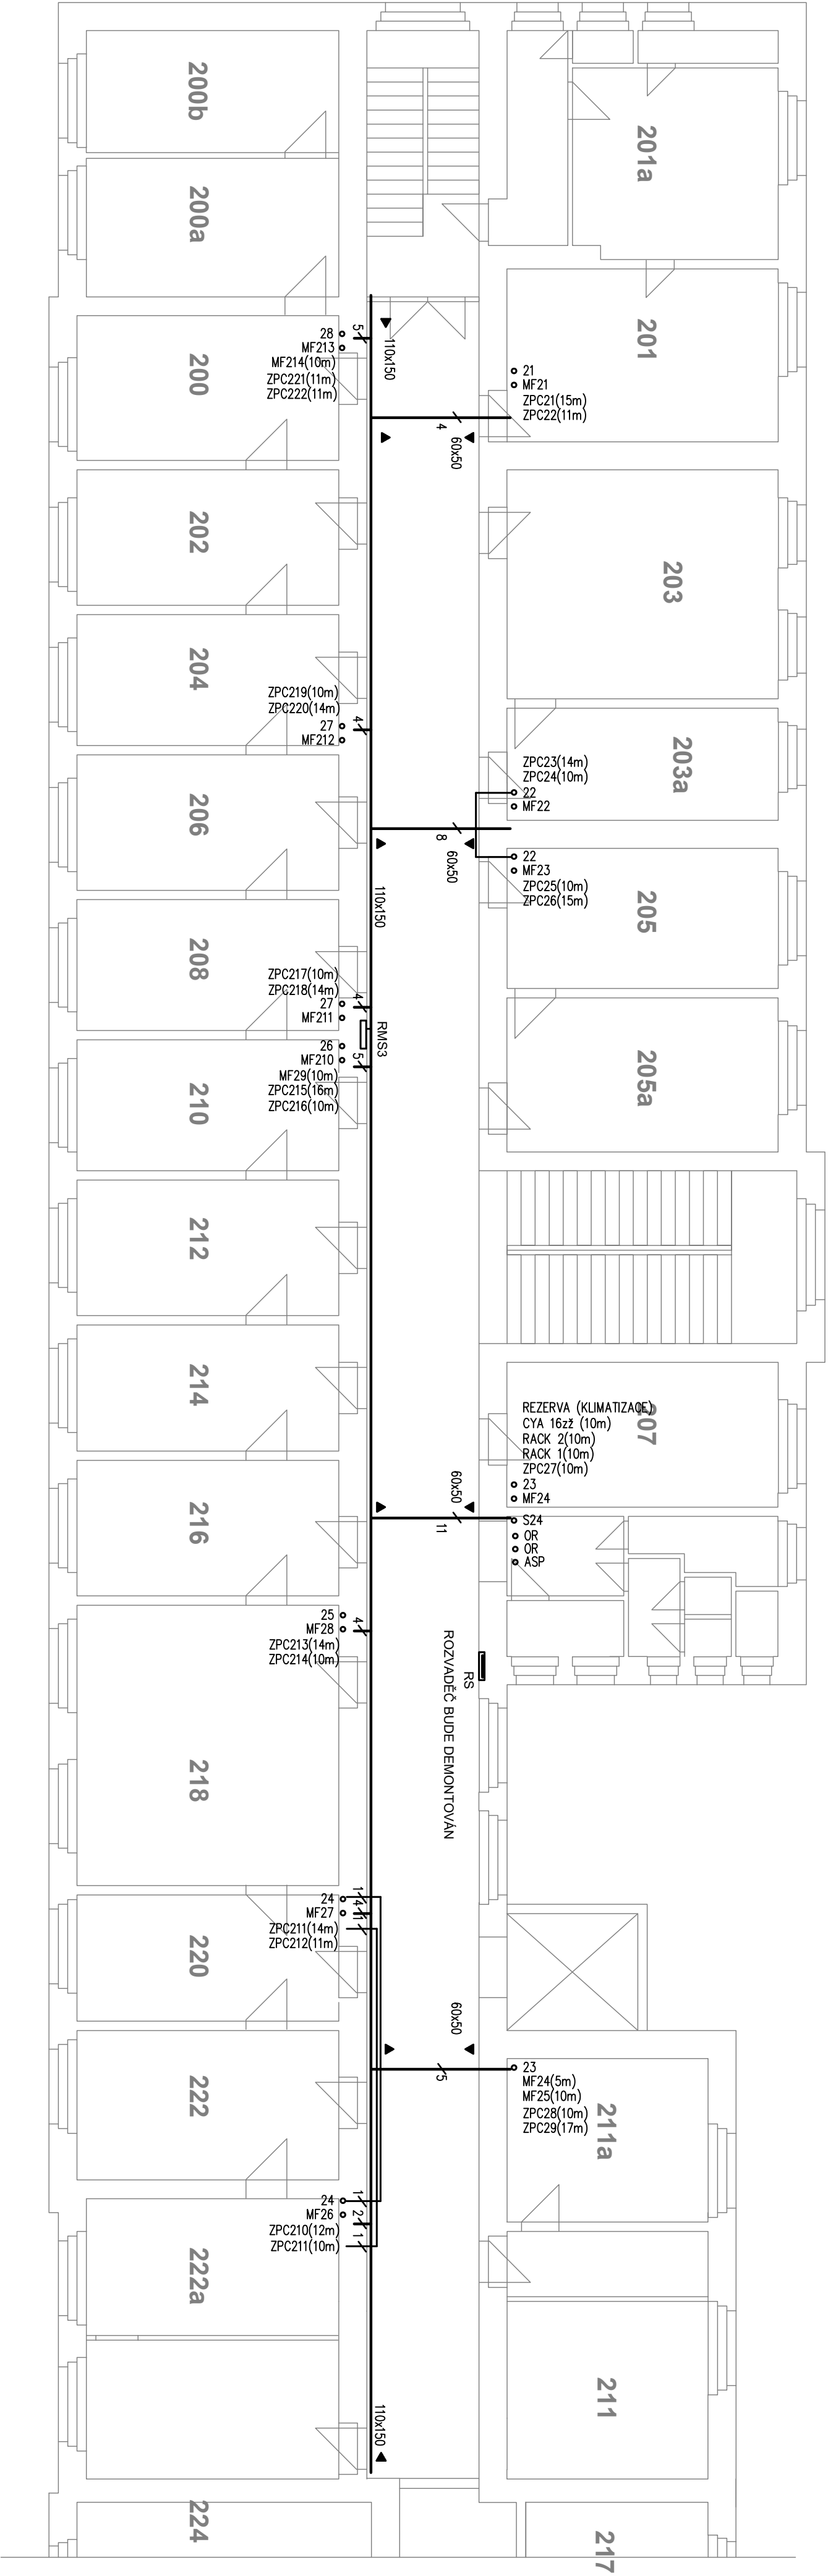 200b
200a
201a
201
28
MF213
MF214(10m)
ZPC221(11m)
ZPC222(11m)
5
110x150
200
21
MF21
ZPC21(15m)
ZPC22(11m)
4
60x50
202
203
204
ZPC219(10m)
ZPC220(14m)
27
MF212
4
203a
ZPC23(14m)
ZPC24(10m)
22
MF22
206
8
60x50
22
MF23
ZPC25(10m)
ZPC26(15m)
205
110x150
208
ZPC217(10m)
ZPC218(14m)
27
MF211
4
RMS3
26
MF210
MF29(10m)
ZPC215(16m)
ZPC216(10m)
5
210
205a
212
214
REZERVA (KLIMATIZACE)
CYA 16zž (10m)
RACK 2(10m)
RACK 1(10m)
ZPC27(10m)
23
MF24
207
60x50
11
S24
OR
OR
ASP
216
25
MF28
ZPC213(14m)
ZPC214(10m)
4
RS
ROZVADĚČ BUDE DEMONTOVÁN
218
24
MF27
ZPC211(14m)
ZPC212(11m)
1
4
1
220
60x50
5
23
MF24(5m)
MF25(10m)
ZPC28(10m)
ZPC29(17m)
211a
222
24
MF26
ZPC210(12m)
ZPC211(10m)
1
2
1
222a
211
110x150
224
217